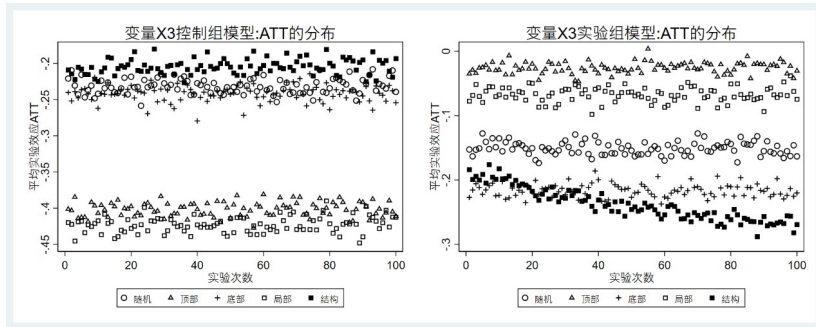 变量X3控制组模型:ATT的分布
平均实验效应ATT
-.2
-.25
-.3
-.35
-.4
-.45
0 20 40 60 80 100
实验次数
随机 顶部 底部 局部 结构
变量X3实验组模型:ATT的分布
平均实验效应ATT
0
-.1
-.2
-.3
0 20 40 60 80 100
实验次数
随机 顶部 底部 局部 结构